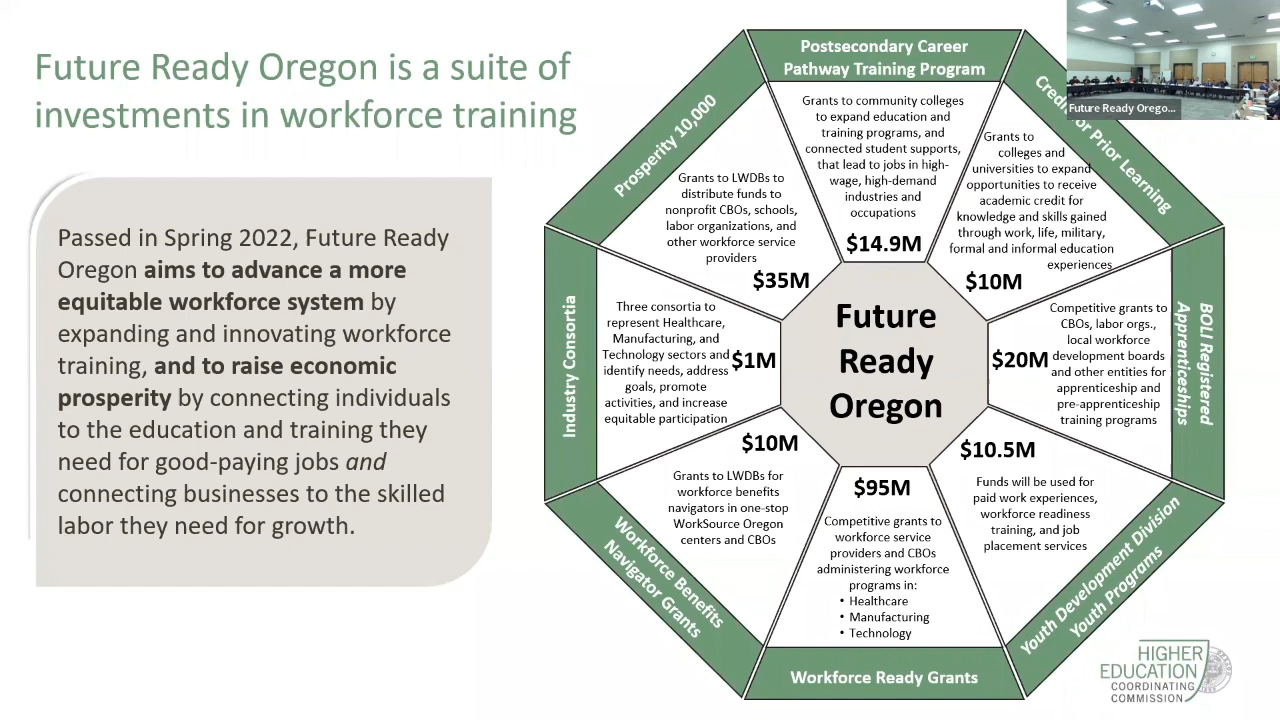 Future Ready Oregon is a suite of
investments in workforce training
Passed in Spring 2022, Future Ready
Oregon aims to advance a more
equitable workforce system by
expanding and innovating workforce
training, and to raise economic
prosperity by connecting individuals
to the education and training they
need for good-paying jobs and
connecting businesses to the skilled
labor they need for growth.
Postsecondary Career
Pathway Training Program
Grants to community colleges
to expand education and
training programs, and
connected student supports,
that lead to jobs in high-
wage, high-demand
industries and
occupations
$14.9M
Future Ready Orego...
or Prior Learning
Grants to
colleges and
universities to expand
opportunities to receive
academic credit for
knowledge and skills gained
through work, life, military,
formal and informal education
experiences
$10M
BOLI Registered
Apprenticeships
Competitive grants to
CBOs, labor orgs.,
local workforce
development boards
and other entities for
apprenticeship and
pre-apprenticeship
training programs
$20M
Youth Development Division
Youth Programs
$10.5M
Funds will be used for
paid work experiences,
workforce readiness
training, and job
placement services
Workforce Ready Grants
$95M
Competitive grants to
workforce service
providers and CBOs
administering workforce
programs in:
• Healthcare
• Manufacturing
• Technology
Workforce Benefits
Navigator Grants
$10M
Grants to LWDBs for
workforce benefits
navigators in one-stop
WorkSource Oregon
centers and CBOs
Industry Consortia
Three consortia to
represent Healthcare,
Manufacturing, and
Technology sectors and
identify needs, address
goals, promote
activities, and increase
equitable participation
$1M
Prosperity 10,000
Grants to LWDBs to
distribute funds to
nonprofit CBOs, schools,
labor organizations, and
other workforce service
providers
$35M
Future
Ready
Oregon
HIGHER
EDUCATION
COORDINATING
COMMISSION